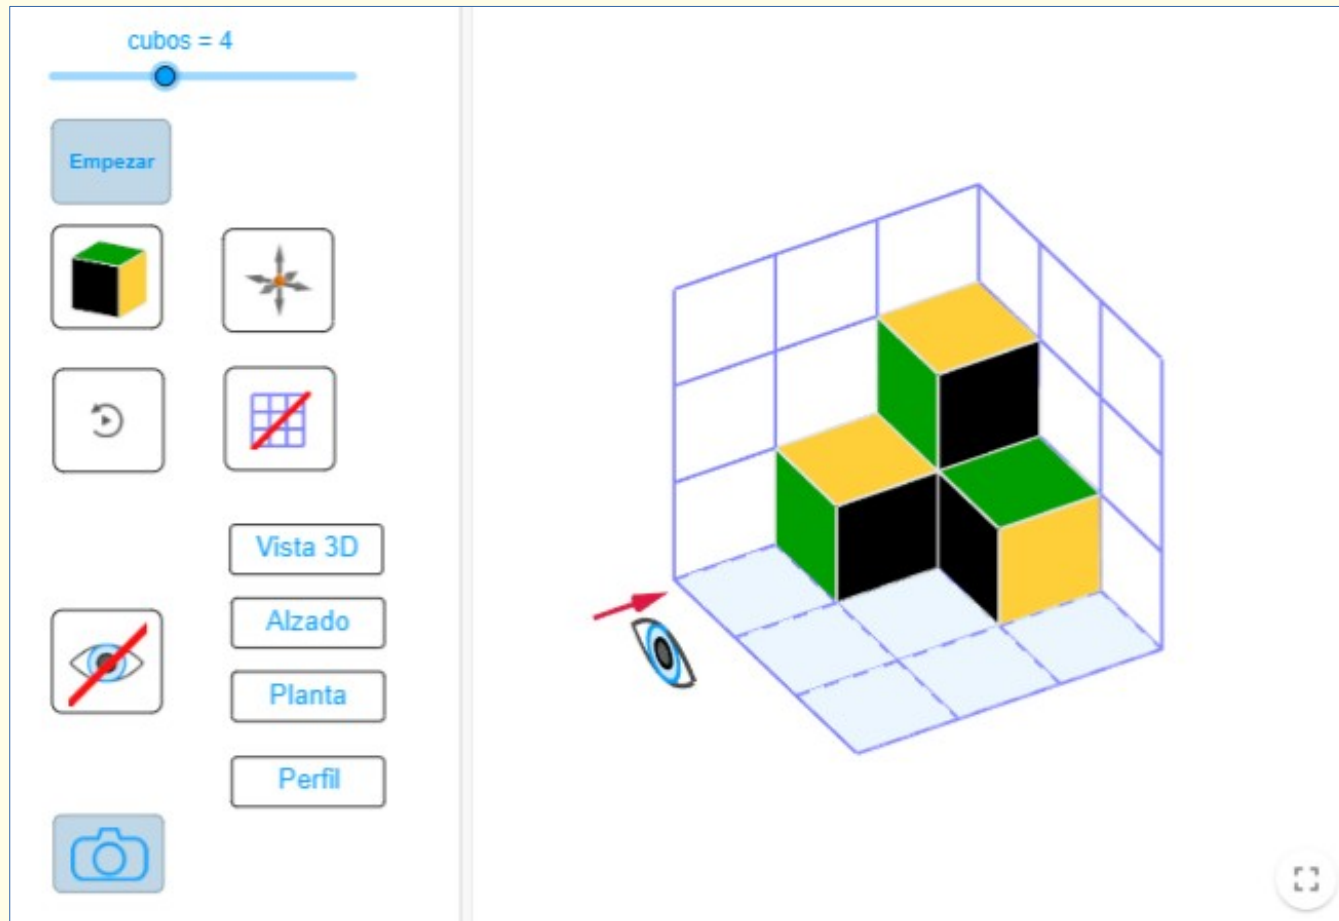 cubos = 4
Empezar
Vista 3D
Alzado
Planta
Perfil